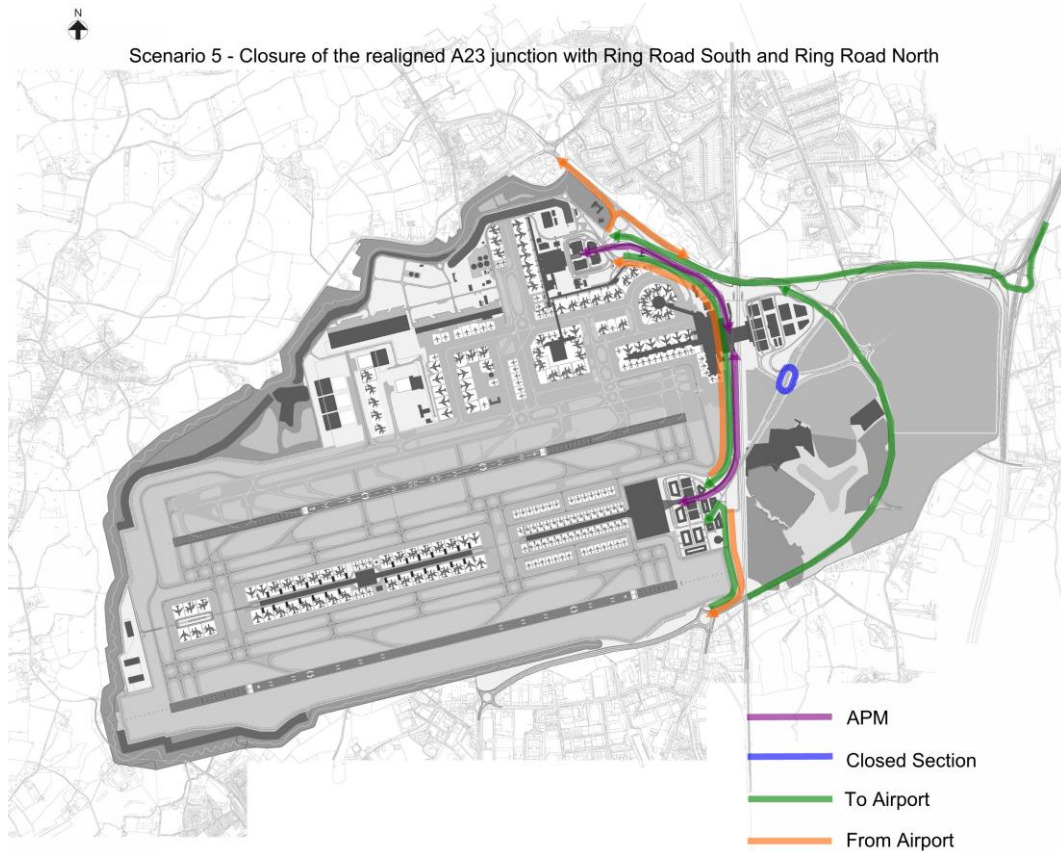 N
Scenario 5 - Closure of the realigned A23 junction with Ring Road South and Ring Road North
APM
Closed Section
To Airport
From Airport